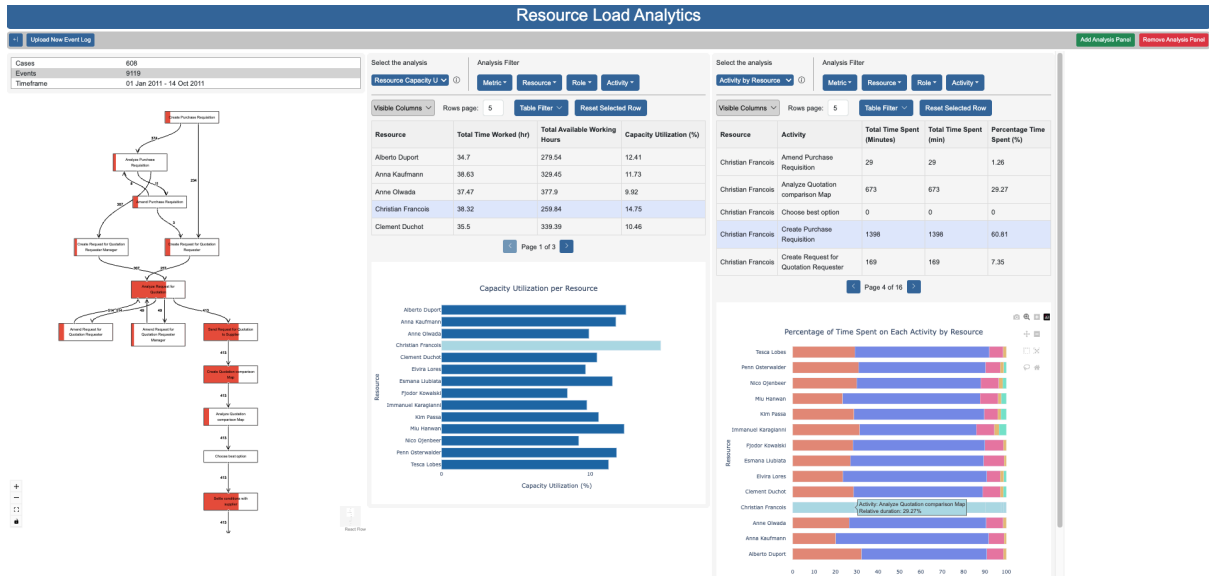 Resource Load Analytics
Upload New Event Log
Add Analysis Panel
Remove Analysis Panel
Cases 608
Events 9119
Timeframe 01 Jan 2011 - 14 Oct 2011
Create Purchase Requisition
Analyze Purchase
Requisition
Amend Purchase Requisition
294
3
Create Request for Quotation
Requester Manager
Create Request for Quotation
Requester
Analyze Request for
Quotation
Amend Request for
Quotation Requester
Amend Request for
Quotation Requester
Manager
Send Request for Quotation
to Supplier
413
Create Quotation comparison
Map
413
Analyze Quotation
comparison Map
413
Choose best option
413
Settle conditions with
supplier
413
React Flow
Select the analysis
Analysis Filter
Resource Capacity U
Metric
Resource
Role
Activity
Visible Columns
Rows page: 5
Table Filter
Reset Selected Row
Resource Total Time Worked (hr) Total Available Working Hours Capacity Utilization (%)
Alberto Duport 34.7 279.54 12.41
Anna Kaufmann 38.63 329.45 11.73
Anne Olwada 37.47 377.9 9.92
Christian Francois 38.32 259.84 14.75
Clement Duchot 35.5 339.39 10.46
Page 1 of 3
Capacity Utilization per Resource
Resource
Alberto Duport
Anna Kaufmann
Anne Olwada
Christian Francois
Clement Duchot
Elvira Lores
Esmana Liubiata
Fjodor Kowalski
Immanuel Karagianni
Kim Passa
Miu Hanwan
Nico Ojenbeer
Penn Osterwalder
Tesca Lobes
0 10
Capacity Utilization (%)
Select the analysis
Analysis Filter
Activity by Resource
Metric
Resource
Role
Activity
Visible Columns
Rows page: 5
Table Filter
Reset Selected Row
Resource Activity Total Time Spent (Minutes) Total Time Spent (min) Percentage Time Spent (%)
Christian Francois Amend Purchase Requisition 29 29 1.26
Christian Francois Analyze Quotation comparison Map 673 673 29.27
Christian Francois Choose best option 0 0 0
Christian Francois Create Purchase Requisition 1398 1398 60.81
Christian Francois Create Request for Quotation Requester 169 169 7.35
Page 4 of 16
Percentage of Time Spent on Each Activity by Resource
Resource
Tesca Lobes
Penn Osterwalder
Nico Ojenbeer
Miu Hanwan
Kim Passa
Immanuel Karagianni
Fjodor Kowalski
Esmana Liubiata
Elvira Lores
Clement Duchot
Christian Francois
Activity: Analyze Quotation comparison Map
Relative duration: 29.27%
Anne Olwada
Anna Kaufmann
Alberto Duport
0 10 20 30 40 50 60 70 80 90 100